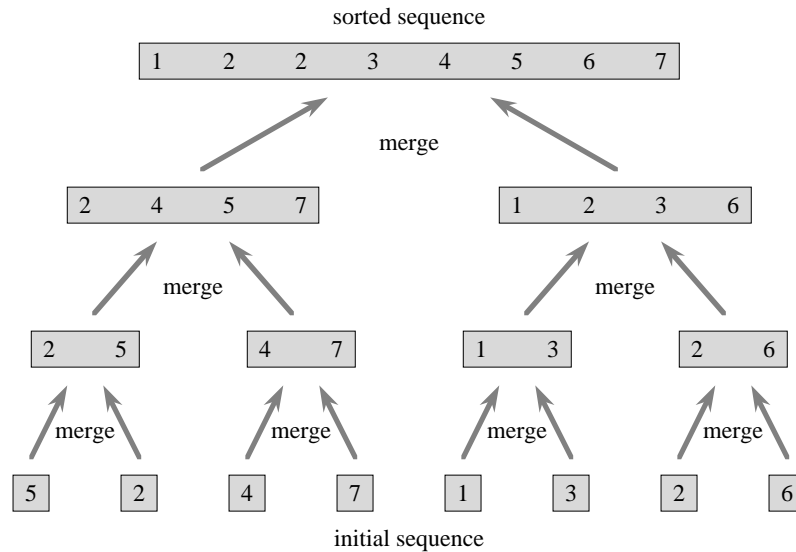 sorted sequence
1 2 2 3 4 5 6 7
merge
2 4 5 7 1 2 3 6
merge merge
2 5 4 7 1 3 2 6
merge merge merge merge
5 2 4 7 1 3 2 6
initial sequence